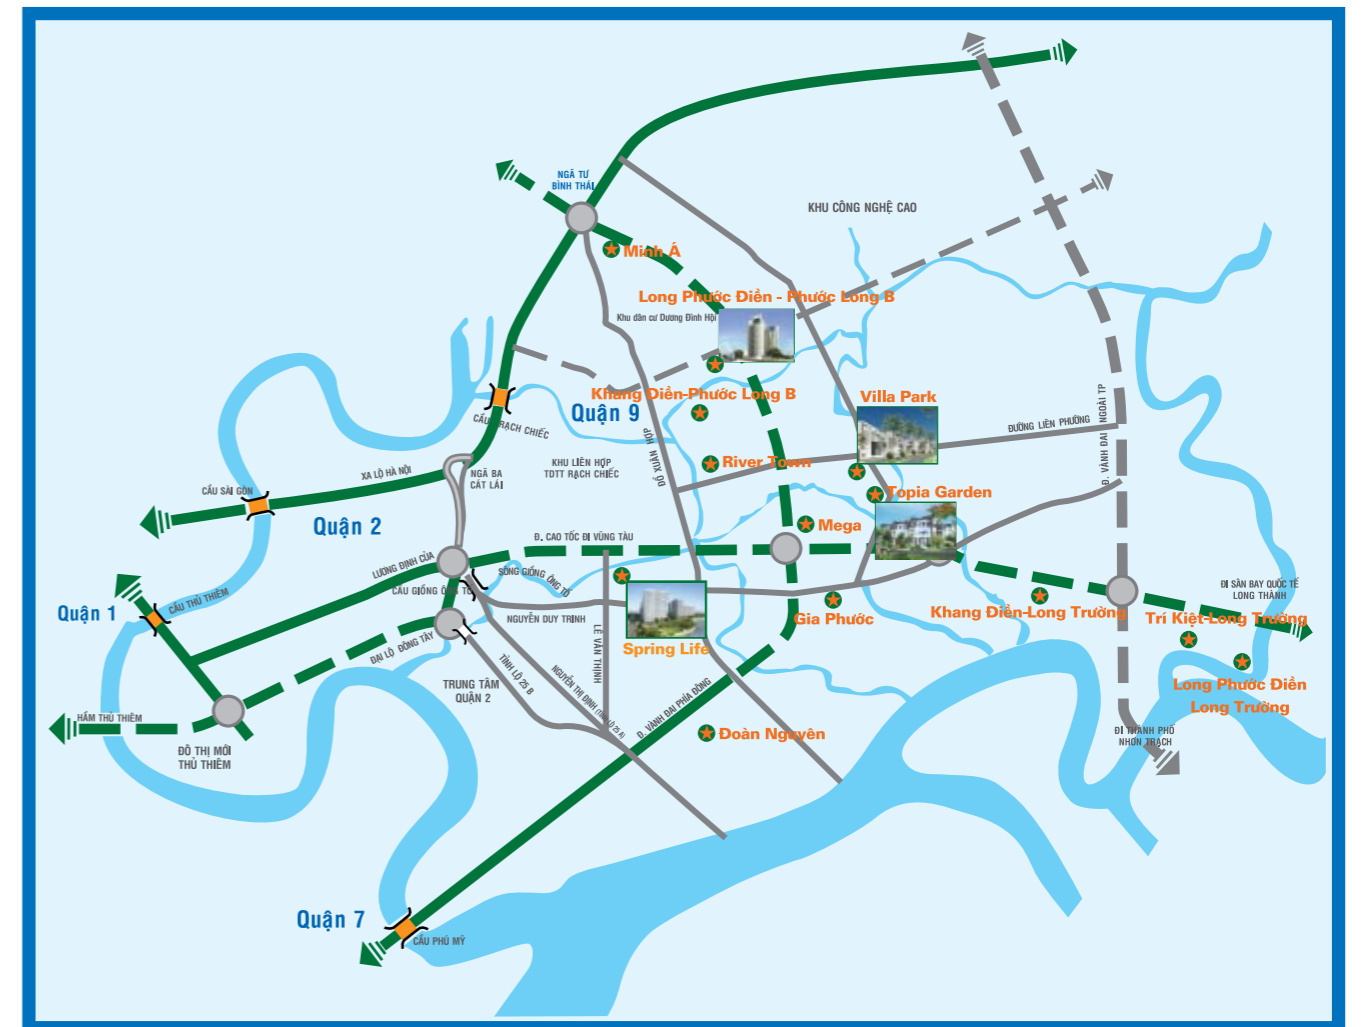 NGÃ TƯ
BÌNH THÁI
KHU CÔNG NGHỆ CAO
Minh Á
Long Phước Điền - Phước Long B
Khu dân cư Dương Đình Hội
Khang Điền-Phước Long B
Villa Park
Quận 9
CẦU RẠCH CHIẾC
Đ. VÀNH ĐAI NGOÀI TP
ĐƯỜNG LIÊN PHƯỜNG
ĐỖ XUÂN HỢP
XA LỘ HÀ NỘI
NGÃ BA
CÁT LÁI
KHU LIÊN HỢP
TDTT RẠCH CHIẾC
River Town
CẦU SÀI GÒN
Topia Garden
Quận 2
Mega
Đ. CAO TỐC ĐI VŨNG TÀU
LƯƠNG ĐỊNH CỦA
SÔNG GIỒNG ÔNG TỐ
CẦU GIỒNG ÔNG TỐ
ĐI SÂN BAY QUỐC TẾ
LONG THÀNH
Quận 1
CẦU THỦ THIÊM
NGUYỄN DUY TRINH
Gia Phước
Khang Điền-Long Trường
Trí Kiệt-Long Trường
ĐẠI LỘ ĐÔNG TÂY
LÊ VĂN THỊNH
Spring Life
TRUNG TÂM
QUẬN 2
TỈNH LỘ 25 B
NGUYỄN THỊ ĐỊNH (Tỉnh Lộ 25 A)
Đ. VÀNH ĐAI PHÍA ĐÔNG
Long Phước Điền
Long Trường
HẦM THỦ THIÊM
Đoàn Nguyên
ĐI THÀNH PHỐ
NHƠN TRẠCH
ĐÔ THỊ MỚI
THỦ THIÊM
Quận 7
CẦU PHÚ MỸ